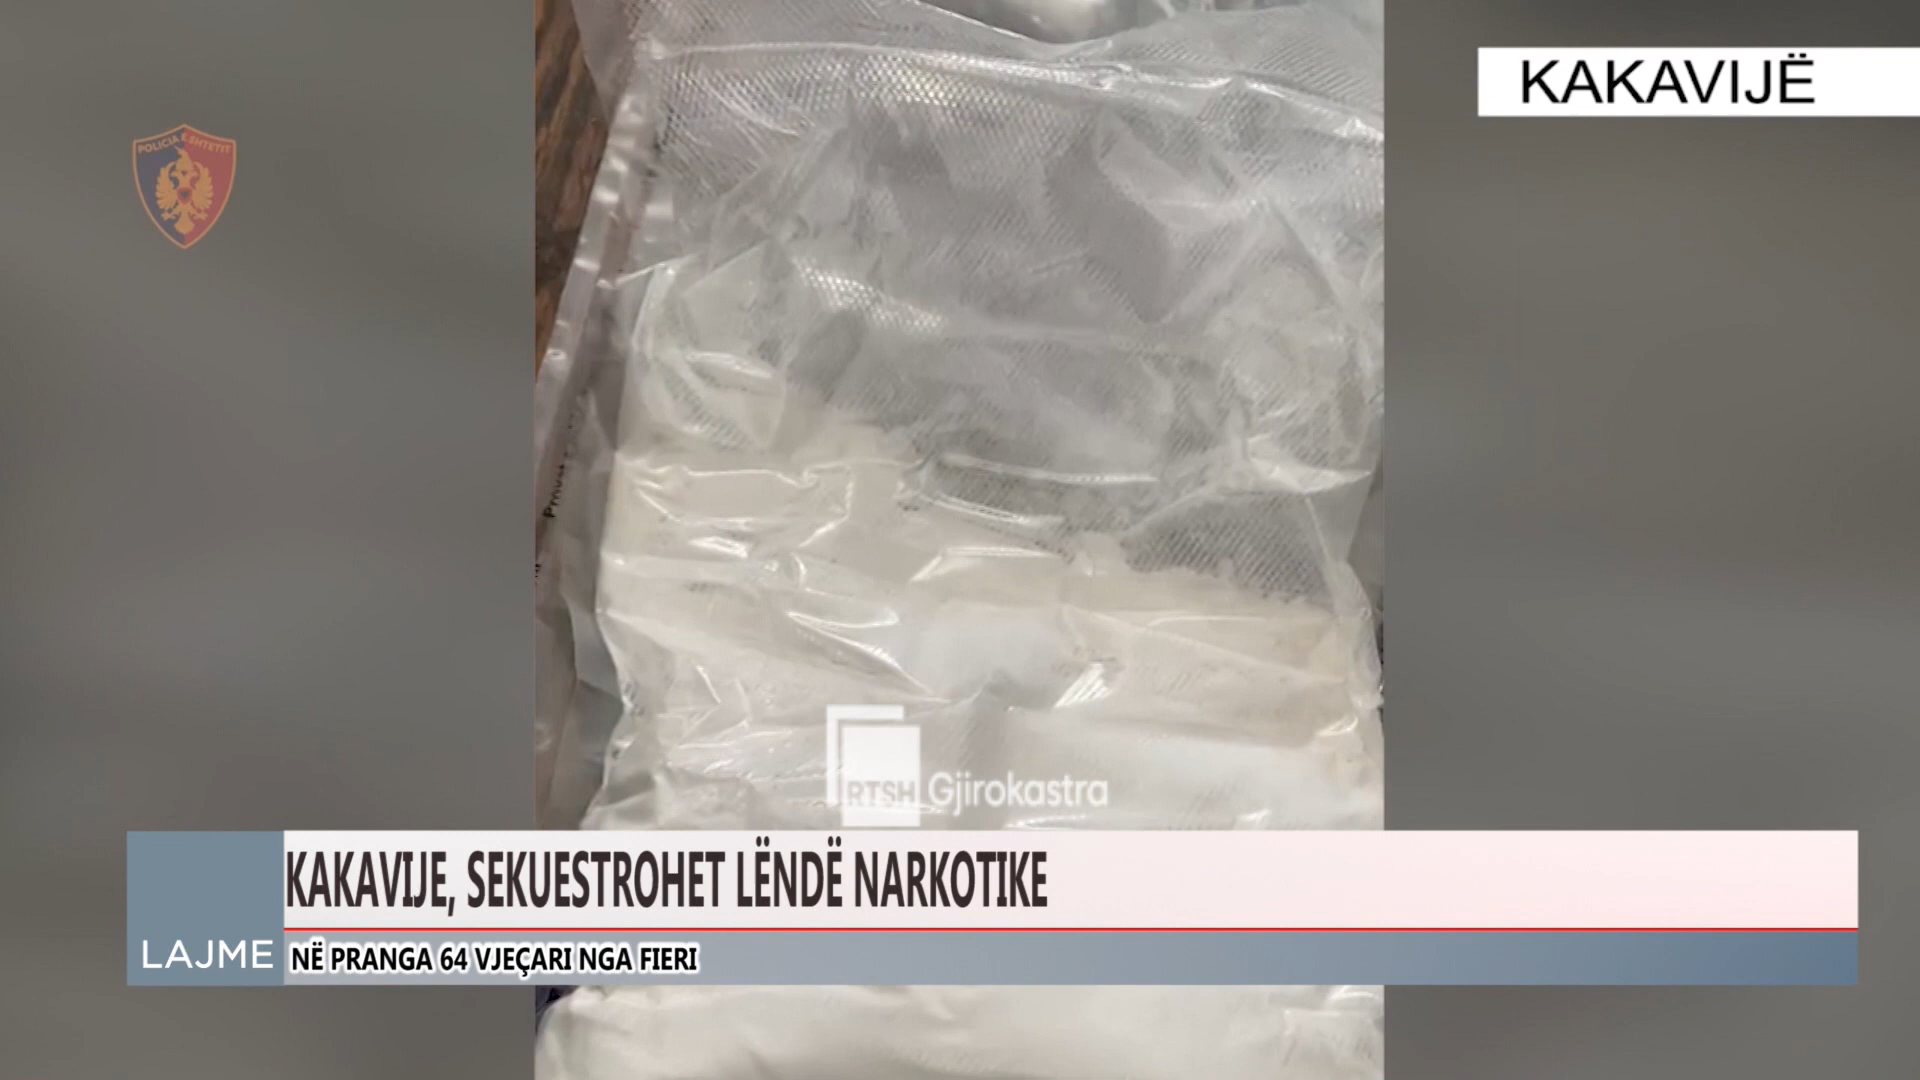 KAKAVIJË
POLICIA E SHTETIT
RTSH Gjirokastra
KAKAVIJE, SEKUESTROHET LËNDË NARKOTIKE
LAJME
NË PRANGA 64 VJEÇARI NGA FIERI